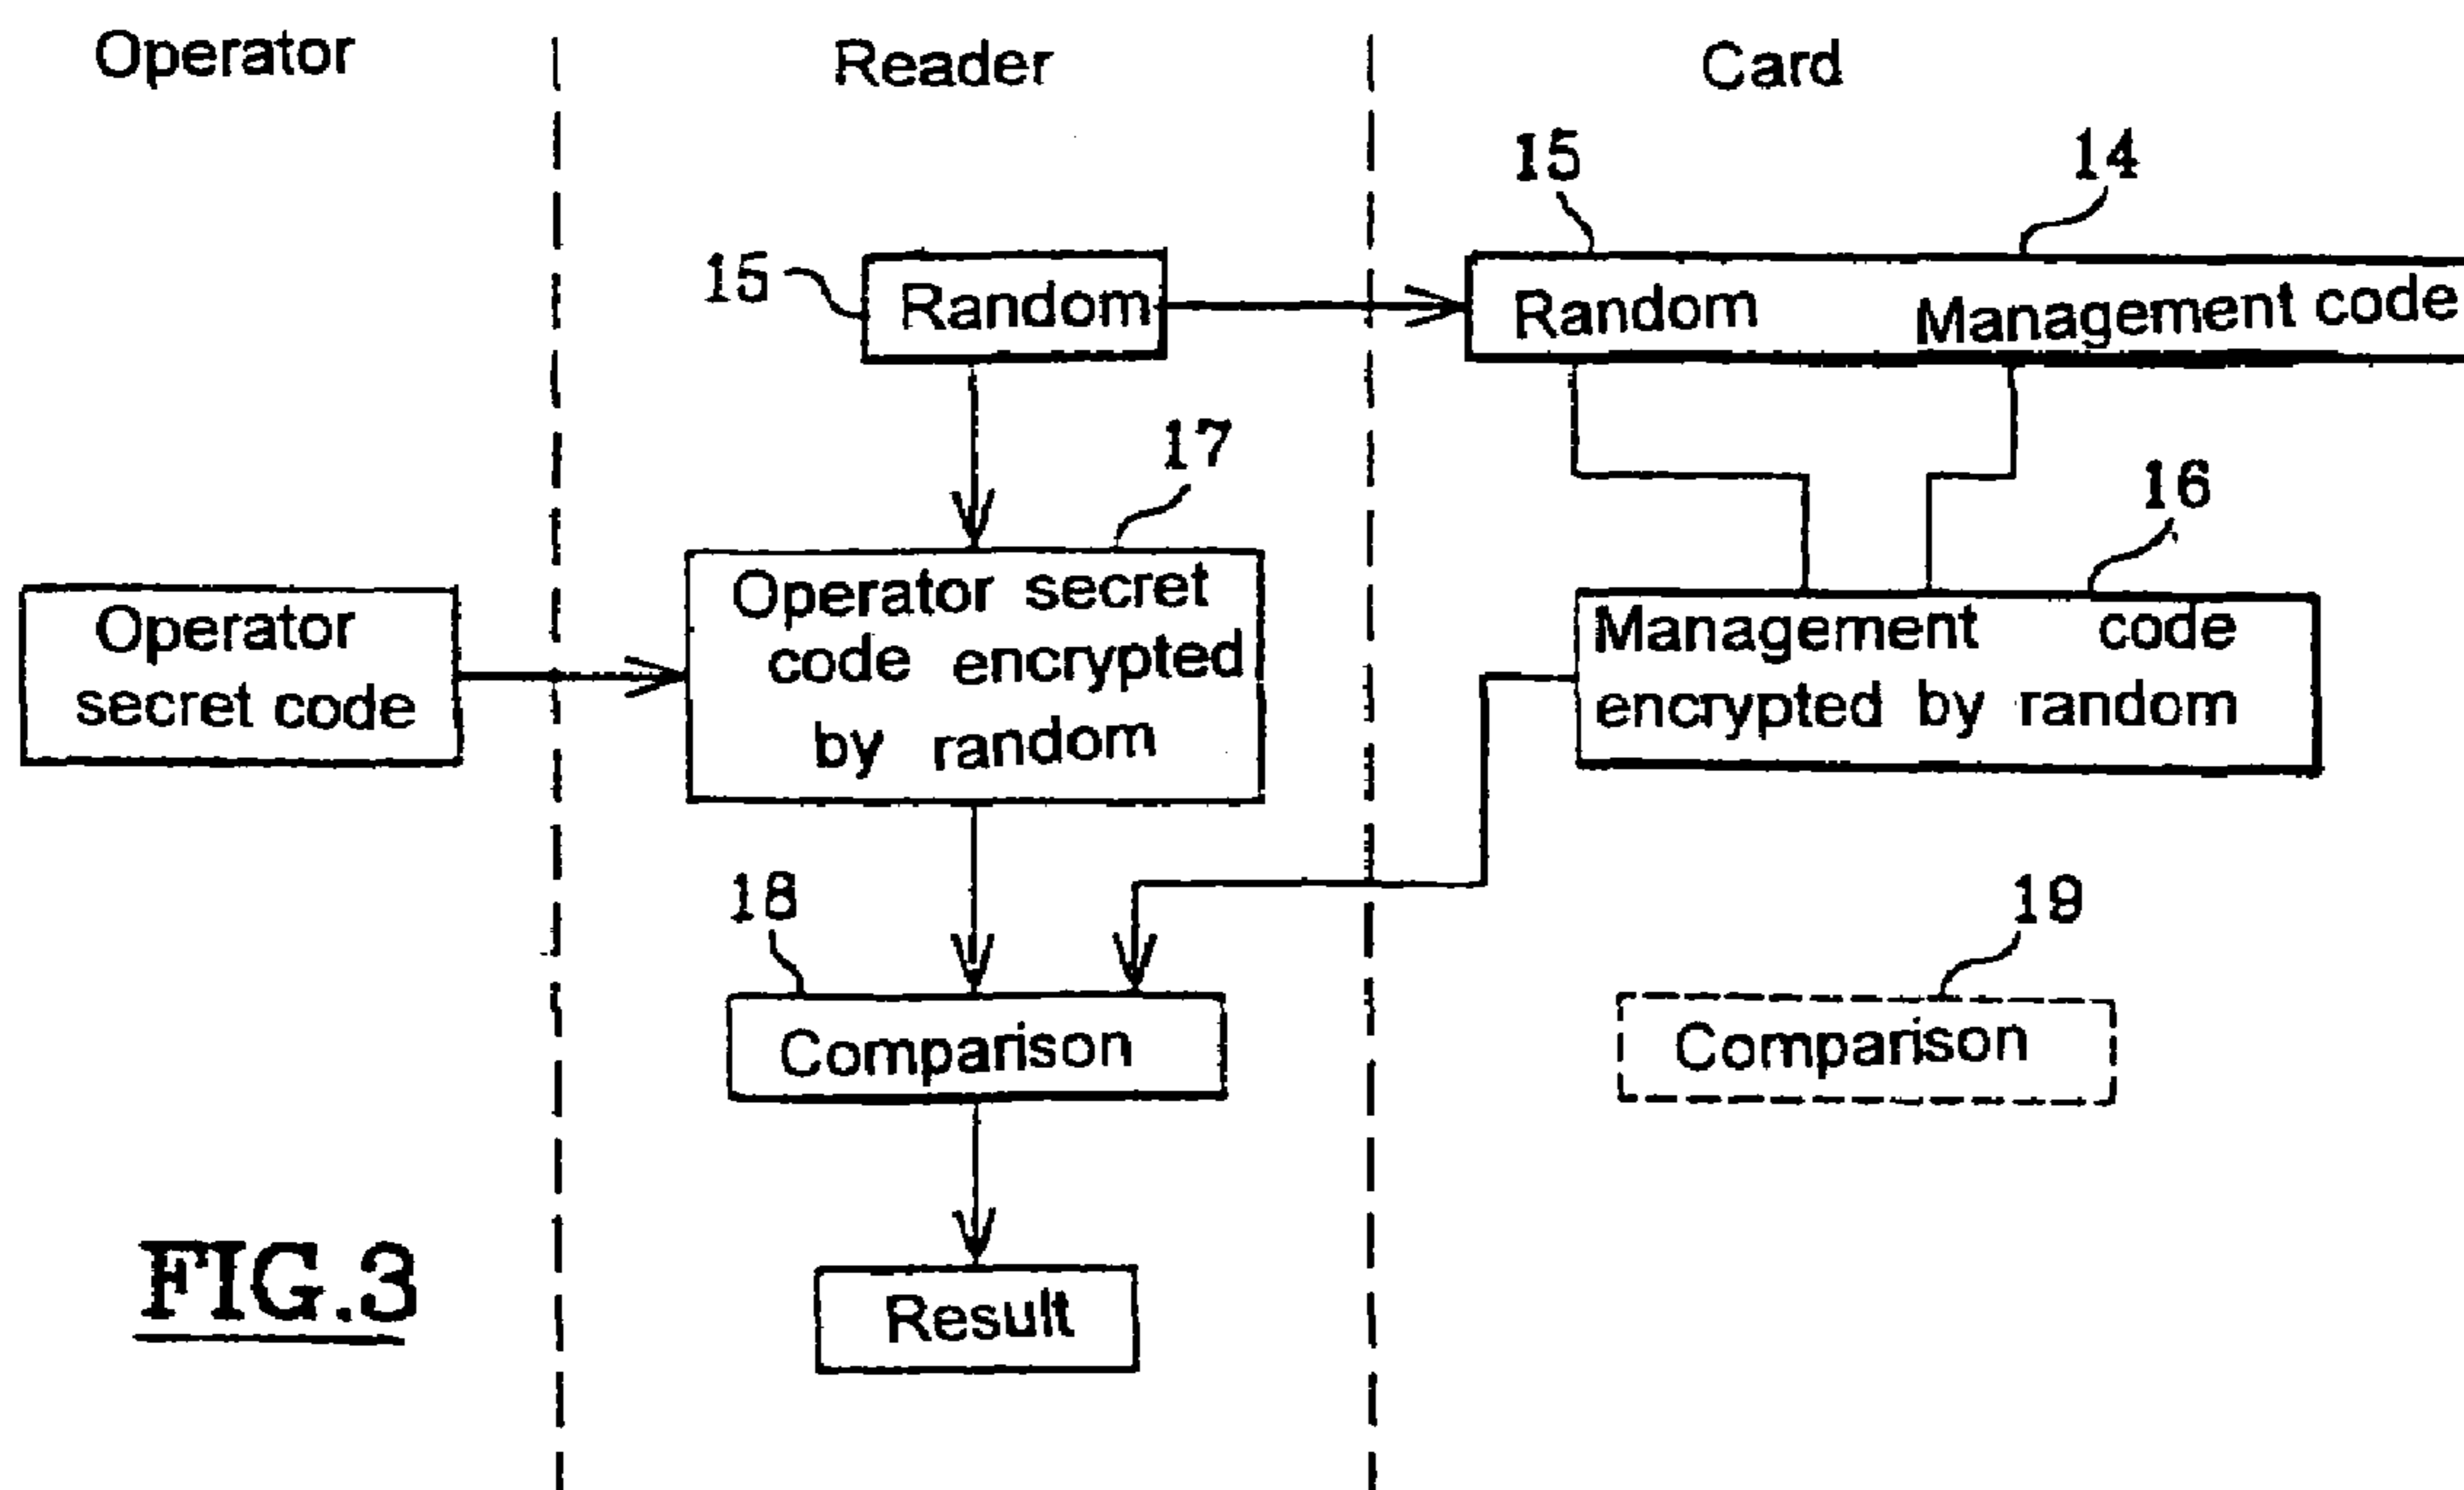 Operator
Reader
Card
15
14
15
Random
Random
Management code
17
16
Operator
secret code
Operator secret
code encrypted
by random
Management code
encrypted by random
18
19
Comparison
Comparison
Result
FIG.3